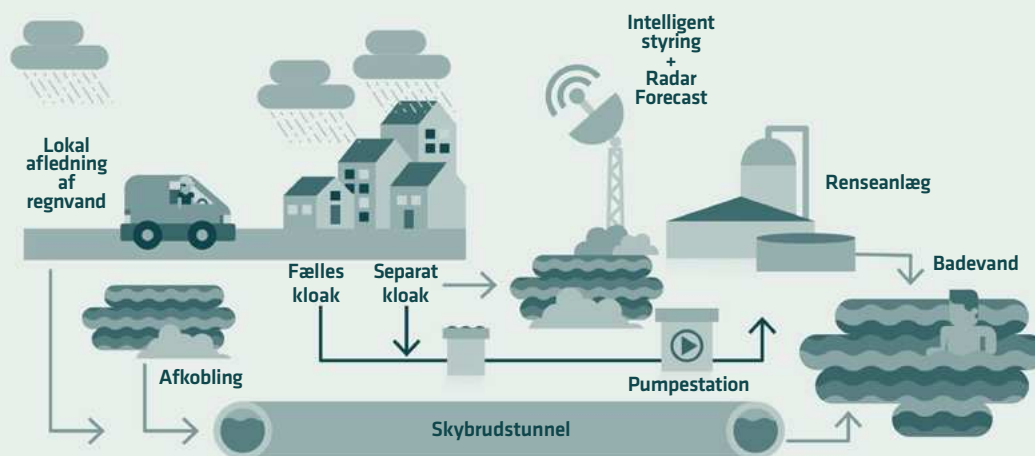 Intelligent
styring
+
Radar
Forecast
Lokal
afledning
af
regnvand
Renseanlæg
Fælles
kloak
Separat
kloak
Badevand
Afkobling
Pumpestation
Skybrudstunnel